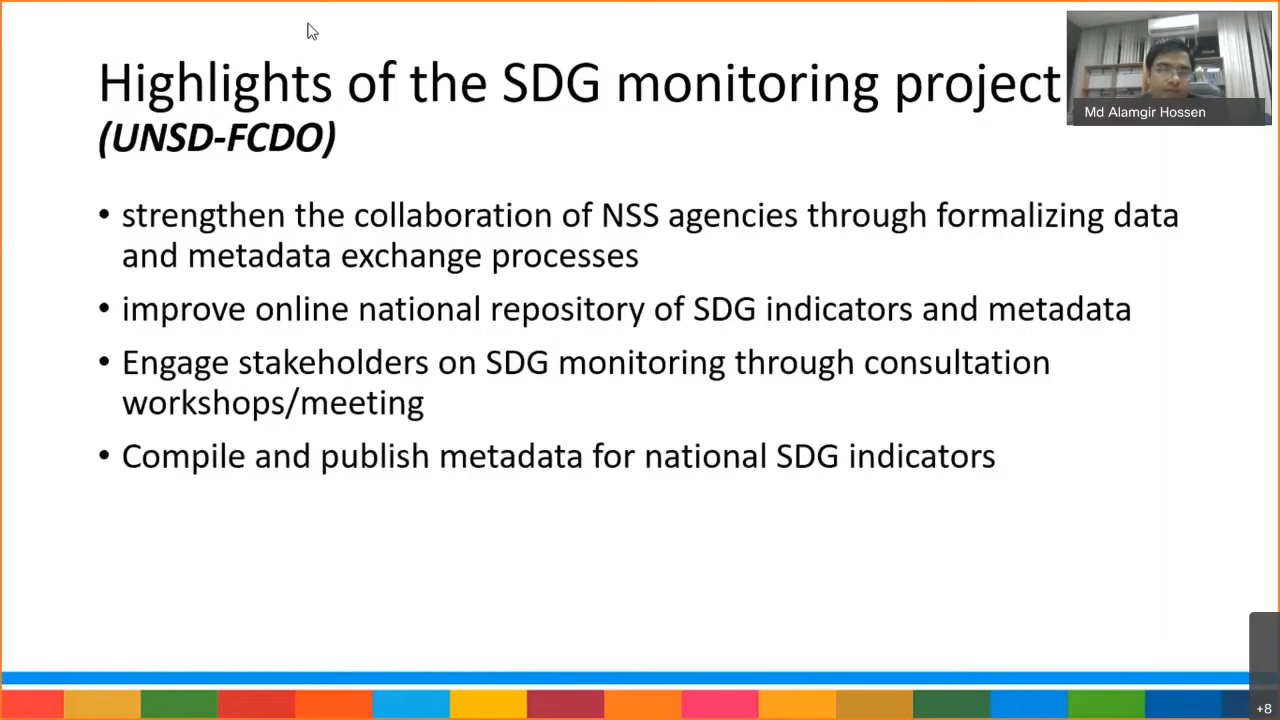 Highlights of the SDG monitoring project
(UNSD-FCDO)
Md Alamgir Hossen
• strengthen the collaboration of NSS agencies through formalizing data
and metadata exchange processes
• improve online national repository of SDG indicators and metadata
• Engage stakeholders on SDG monitoring through consultation
workshops/meeting
• Compile and publish metadata for national SDG indicators
+8